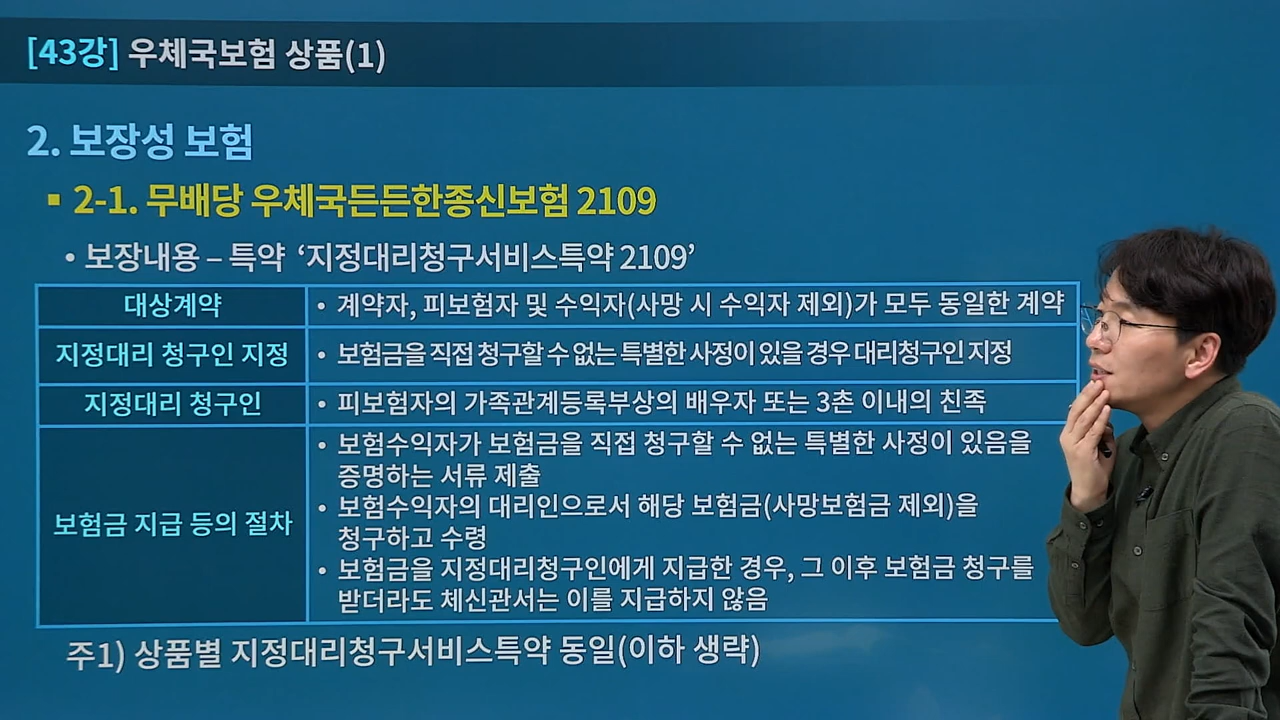 [43강] 우체국보험 상품(1)
2. 보장성 보험
▪ 2-1. 무배당 우체국든든한종신보험 2109
• 보장내용 – 특약 ‘지정대리청구서비스특약 2109’
대상계약
• 계약자, 피보험자 및 수익자(사망 시 수익자 제외)가 모두 동일한 계약
지정대리 청구인 지정
• 보험금을 직접 청구할 수 없는 특별한 사정이 있을 경우 대리청구인 지정
지정대리 청구인
• 피보험자의 가족관계등록부상의 배우자 또는 3촌 이내의 친족
보험금 지급 등의 절차
• 보험수익자가 보험금을 직접 청구할 수 없는 특별한 사정이 있음을
증명하는 서류 제출
• 보험수익자의 대리인으로서 해당 보험금(사망보험금 제외)을
청구하고 수령
• 보험금을 지정대리청구인에게 지급한 경우, 그 이후 보험금 청구를
받더라도 체신관서는 이를 지급하지 않음
주1) 상품별 지정대리청구서비스특약 동일(이하 생략)